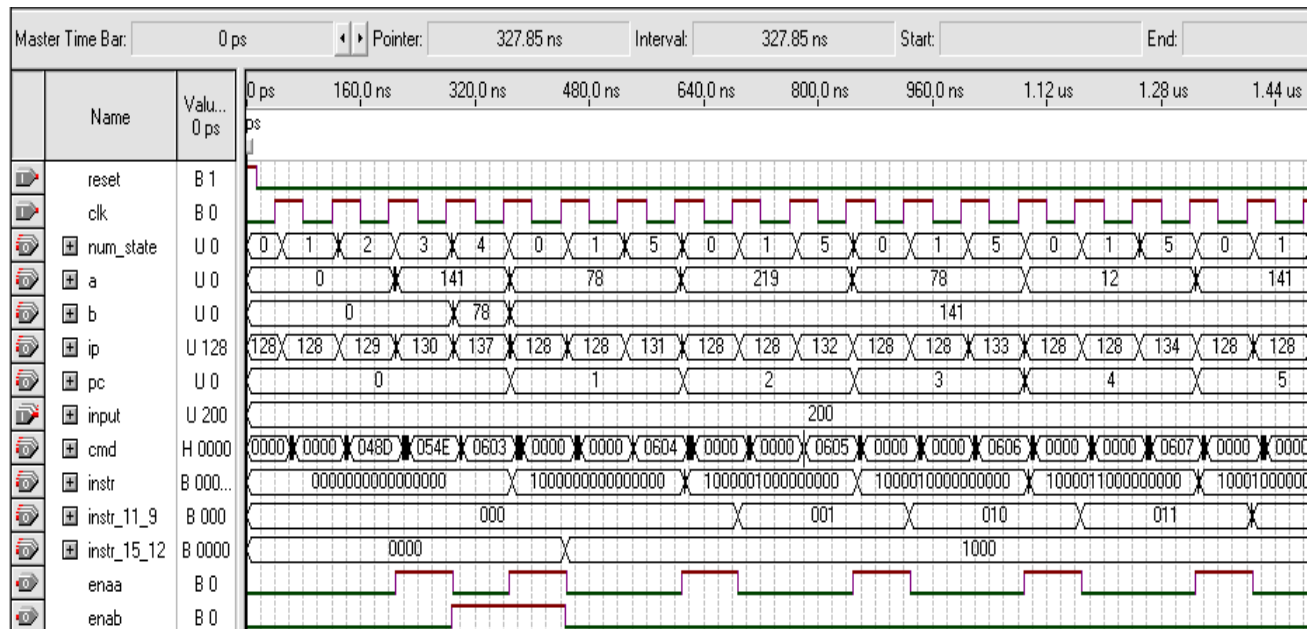 Master Time Bar: 0 ps Pointer: 327.85 ns Interval: 327.85 ns Start: End:
Name Valu... 0 ps 0 ps 160.0 ns 320.0 ns 480.0 ns 640.0 ns 800.0 ns 960.0 ns 1.12 us 1.28 us 1.44 us
ps
reset B 1
clk B 0
num_state U 0 0 1 2 3 4 0 1 5 0 1 5 0 1 5 0 1 5 0 1
a U 0 0 141 78 219 78 12 141
b U 0 0 78 141
ip U 128 128 128 129 130 137 128 128 131 128 128 132 128 128 133 128 128 134 128 128
pc U 0 0 1 2 3 4 5
input U 200 200
cmd H 0000 0000 0000 048D 054E 0603 0000 0000 0604 0000 0000 0605 0000 0000 0606 0000 0000 0607 0000 0000
instr B 000... 0000000000000000 1000000000000000 1000001000000000 1000010000000000 1000011000000000 100010000000
instr_11_9 B 000 000 001 010 011
instr_15_12 B 0000 0000 1000
enaa B 0
enab B 0